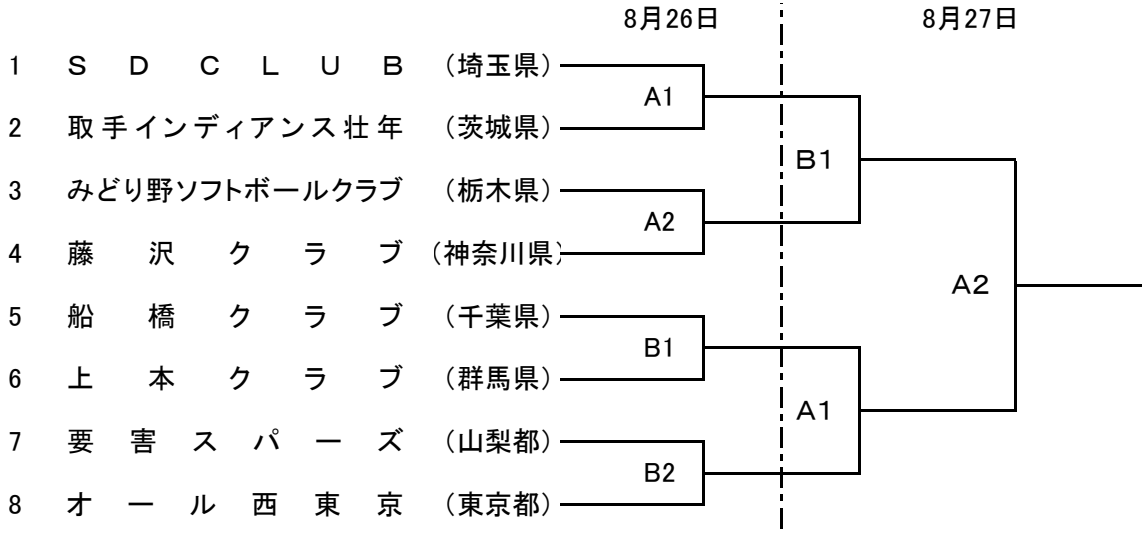 8月26日 8月27日
1 S D C L U B (埼玉県)
A1
2 取手インディアンス壮年 (茨城県)
B1
3 みどり野ソフトボールクラブ (栃木県)
A2
4 藤沢クラブ (神奈川県)
A2
5 船橋クラブ (千葉県)
B1
6 上本クラブ (群馬県)
A1
7 要害スパーズ (山梨都)
B2
8 オール西東京 (東京都)